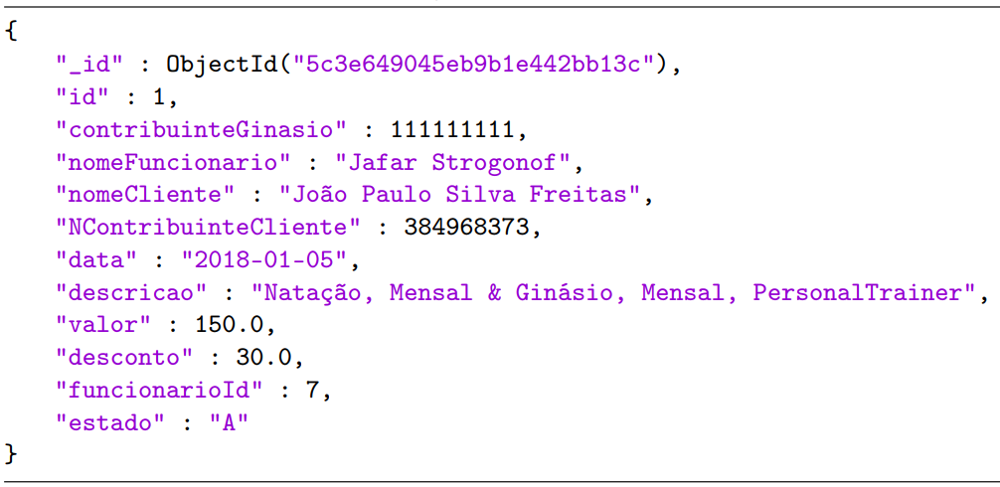 {
"_id" : ObjectId("5c3e649045eb9b1e442bb13c"),
"id" : 1,
"contribuinteGinasio" : 111111111,
"nomeFuncionario" : "Jafar Strogonof",
"nomeCliente" : "João Paulo Silva Freitas",
"NContribuinteCliente" : 384968373,
"data" : "2018-01-05",
"descricao" : "Natação, Mensal & Ginásio, Mensal, PersonalTrainer",
"valor" : 150.0,
"desconto" : 30.0,
"funcionarioId" : 7,
"estado" : "A"
}